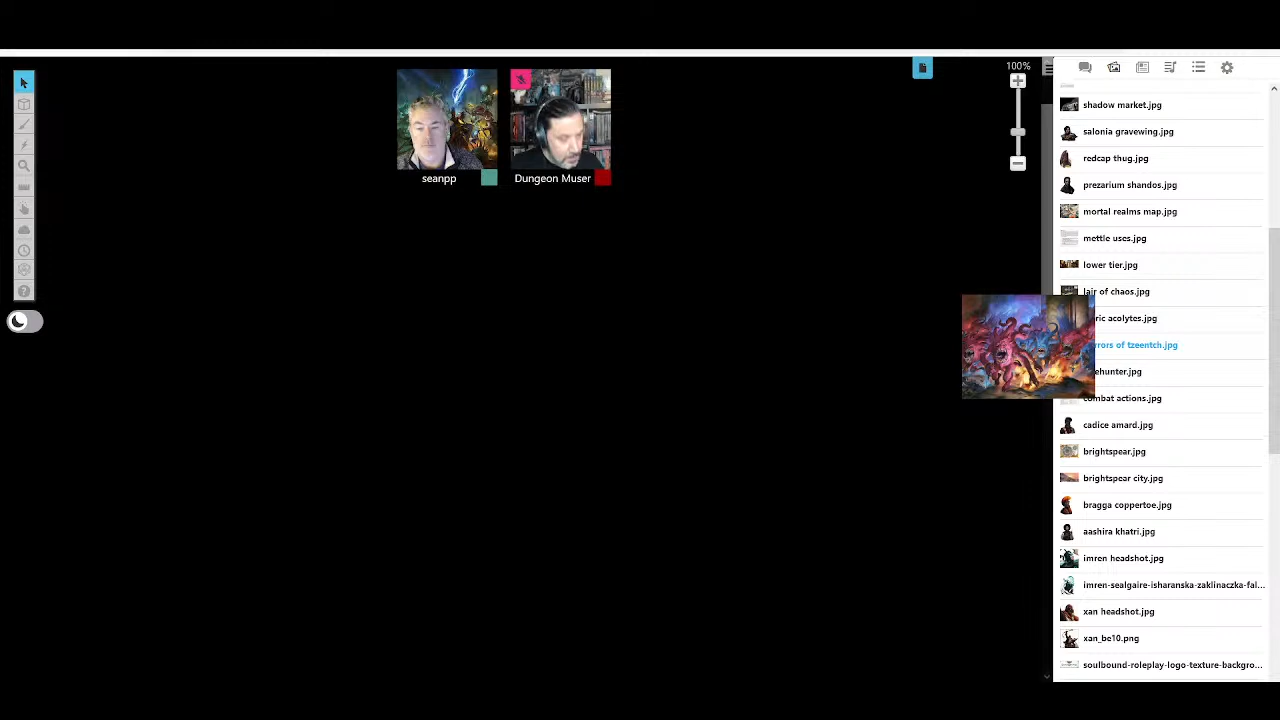 100%
seanpp
Dungeon Muser
shadow market.jpg
salonia gravewing.jpg
redcap thug.jpg
prezarium shandos.jpg
mortal realms map.jpg
mettle uses.jpg
lower tier.jpg
lair of chaos.jpg
ric acolytes.jpg
rrors of tzeentch.jpg
ehunter.jpg
combat actions.jpg
cadice amard.jpg
brightspear.jpg
brightspear city.jpg
bragga coppertoe.jpg
aashira khatri.jpg
imren headshot.jpg
imren-sealgaire-isharanska-zaklinaczka-fal...
xan headshot.jpg
xan_be10.png
soulbound-roleplay-logo-texture-backgro...